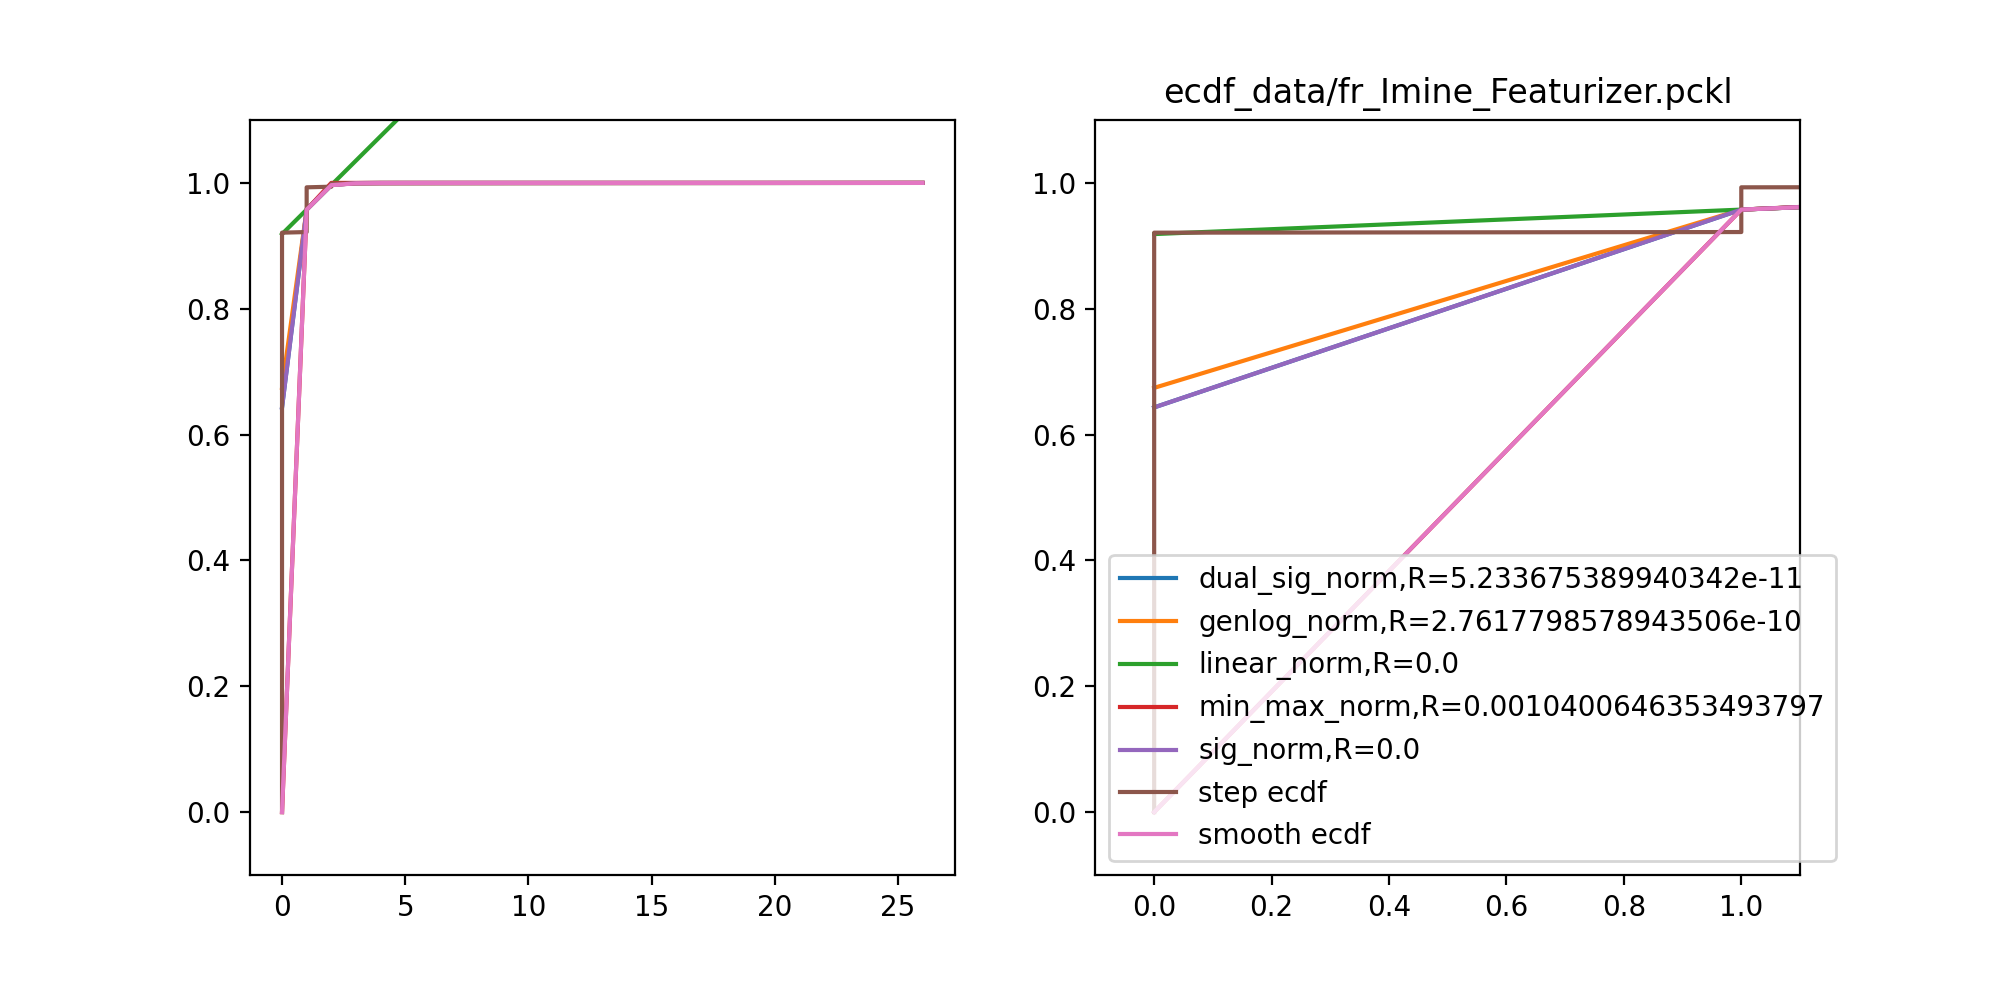 ecdf_data/fr_Imine_Featurizer.pckl
1.0
0.8
0.6
0.4
0.2
0.0
0 5 10 15 20 25
1.0
0.8
0.6
0.4
0.2
0.0
0.0 0.2 0.4 0.6 0.8 1.0
dual_sig_norm,R=5.233675389940342e-11
genlog_norm,R=2.7617798578943506e-10
linear_norm,R=0.0
min_max_norm,R=0.0010400646353493797
sig_norm,R=0.0
step ecdf
smooth ecdf